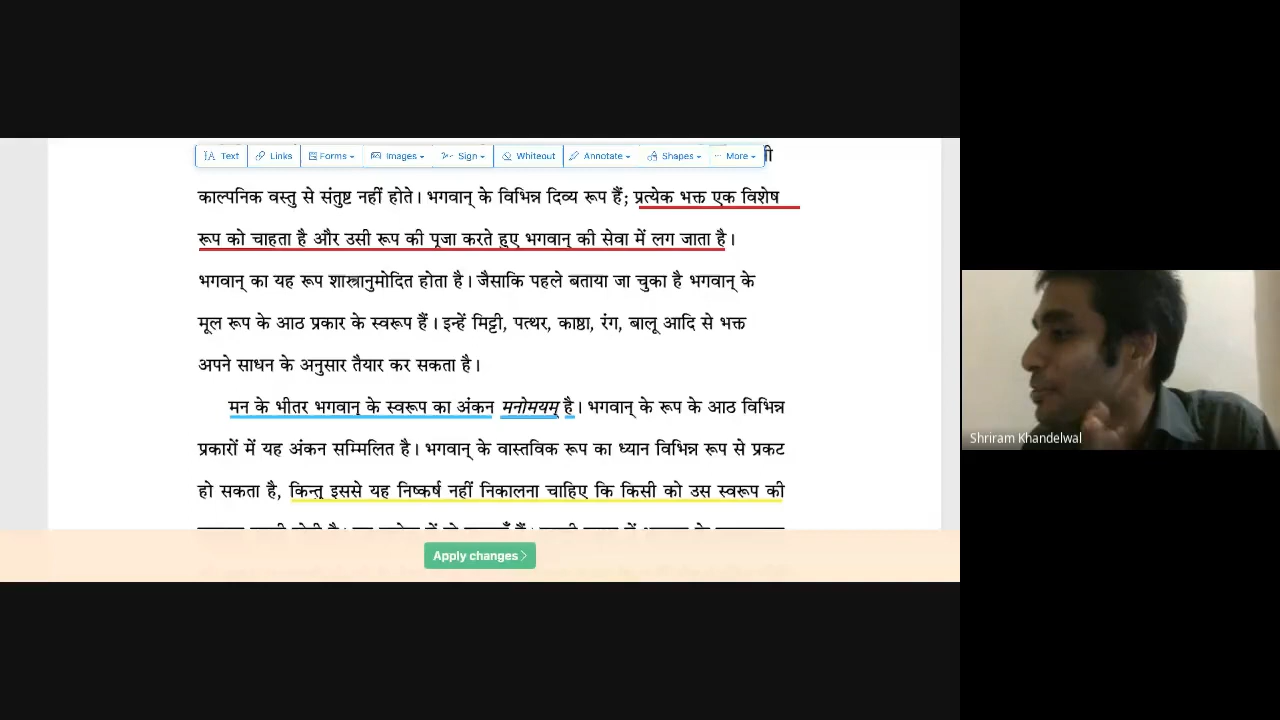 Text Links Forms Images Sign Whiteout Annotate Shapes More
काल्पनिक वस्तु से संतुष्ट नहीं होते। भगवान् के विभिन्न दिव्य रूप हैं; प्रत्येक भक्त एक विशेष
रूप को चाहता है और उसी रूप की पूजा करते हुए भगवान् की सेवा में लग जाता है।
भगवान् का यह रूप शास्त्रानुमोदित होता है। जैसाकि पहले बताया जा चुका है भगवान् के
मूल रूप के आठ प्रकार के स्वरूप हैं। इन्हें मिट्टी, पत्थर, काष्ठा, रंग, बालू आदि से भक्त
अपने साधन के अनुसार तैयार कर सकता है।
मन के भीतर भगवान् के स्वरूप का अंकन मनोमयम् है। भगवान् के रूप के आठ विभिन्न
प्रकारों में यह अंकन सम्मिलित है। भगवान् के वास्तविक रूप का ध्यान विभिन्न रूप से प्रकट
हो सकता है, किन्तु इससे यह निष्कर्ष नहीं निकालना चाहिए कि किसी को उस स्वरूप की
Apply changes
Shriram Khandelwal